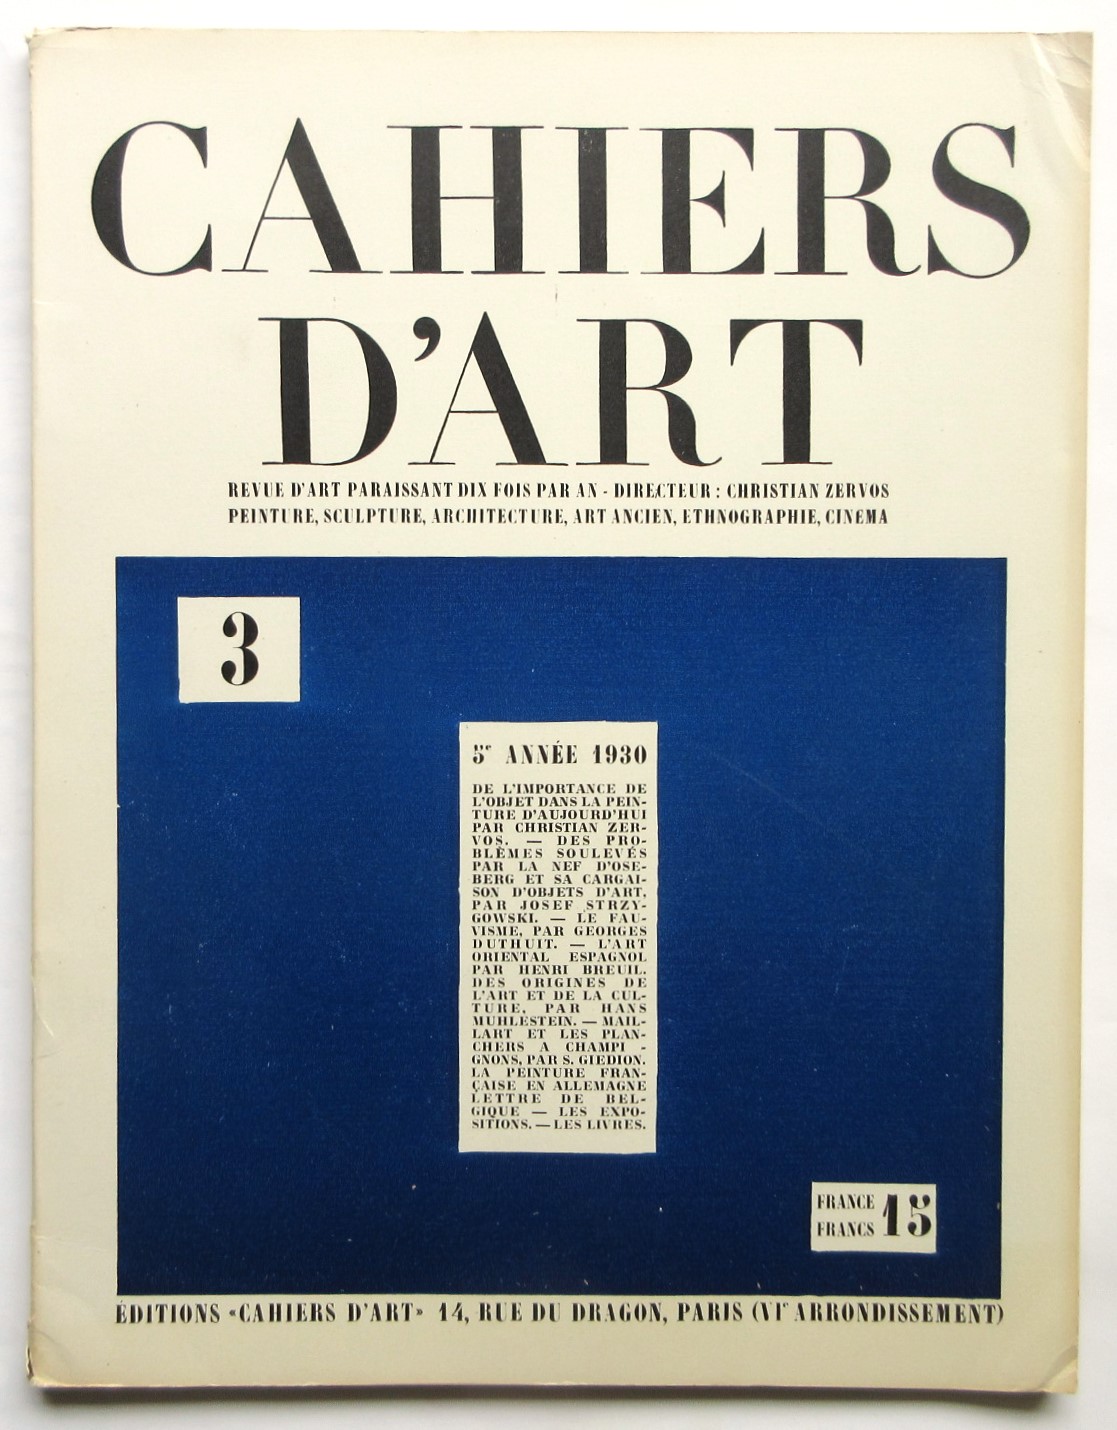 CAHIERS
D'ART
REVUE D'ART PARAISSANT DIX FOIS PAR AN - DIRECTEUR : CHRISTIAN ZERVOS
PEINTURE, SCULPTURE, ARCHITECTURE, ART ANCIEN, ETHNOGRAPHIE, CINEMA
3
5e ANNÉE 1930
DE L'IMPORTANCE DE
L'OBJET DANS LA PEIN-
TURE D'AUJOURD'HUI
PAR CHRISTIAN ZER-
VOS. — DES PRO-
BLÈMES SOULEVÉS
PAR LA NEF D'OSE-
BERG ET SA CARGAI-
SON D'OBJETS D'ART,
PAR JOSEF STRZY-
GOWSKI. — LE FAU-
VISME, PAR GEORGES
DUTHUIT. — L'ART
ORIENTAL ESPAGNOL
PAR HENRI BREUIL.
DES ORIGINES DE
L'ART ET DE LA CUL-
TURE, PAR HANS
MUHLESTEIN. — MAIL-
LART ET LES PLAN-
CHERS A CHAMPI -
GNONS, PAR S. GIEDION.
LA PEINTURE FRAN-
ÇAISE EN ALLEMAGNE
LETTRE DE BEL-
GIQUE — LES EXPO-
SITIONS. — LES LIVRES.
FRANCE 15
FRANCS
ÉDITIONS «CAHIERS D'ART» 14, RUE DU DRAGON, PARIS (VIe ARRONDISSEMENT)